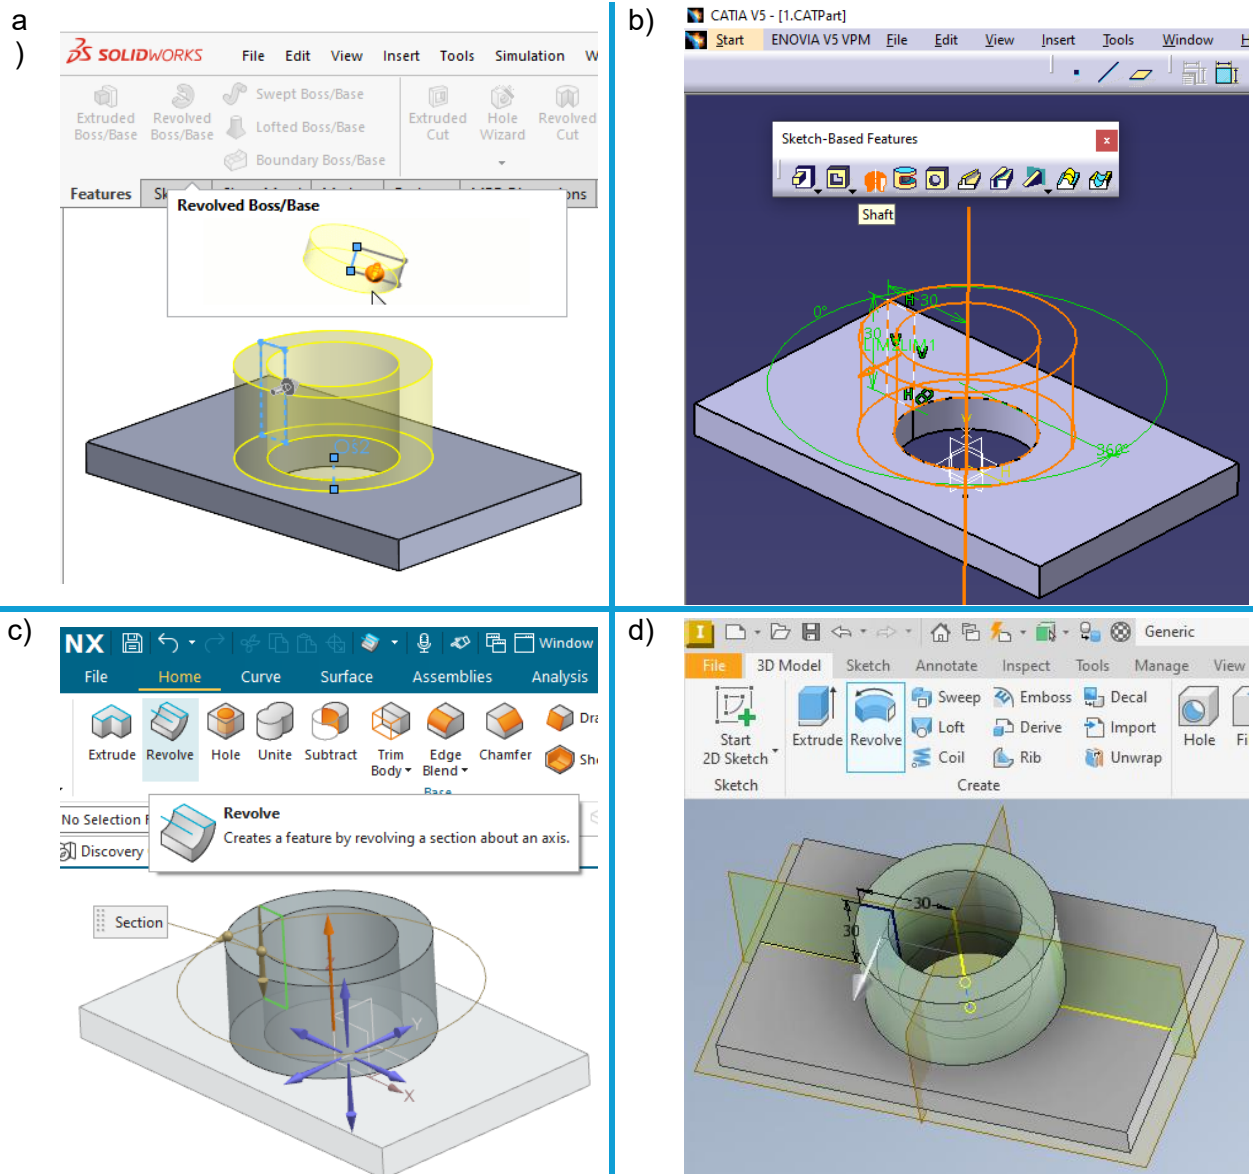 a
)
SOLIDWORKS File Edit View Insert Tools Simulation W
Extruded Boss/Base
Revolved Boss/Base
Swept Boss/Base
Lofted Boss/Base
Boundary Boss/Base
Extruded Cut
Hole Wizard
Revolved Cut
Features
Revolved Boss/Base
b)
CATIA V5 - [1.CATPart]
Start ENOVIA V5 VPM File Edit View Insert Tools Window H
Sketch-Based Features
x
Shaft
0°
H 30
30
H
360°
c)
NX Window
File Home Curve Surface Assemblies Analysis
Extrude
Revolve
Hole
Unite
Subtract
Trim Body
Edge Blend
Chamfer
Dra
She
Base
No Selection F
Revolve
Creates a feature by revolving a section about an axis.
Discovery
Section
Y
X
d)
I Generic
File 3D Model Sketch Annotate Inspect Tools Manage View
Start 2D Sketch
Extrude
Revolve
Sweep
Loft
Coil
Emboss
Derive
Rib
Decal
Import
Unwrap
Hole
Fi
Sketch
Create
30
30